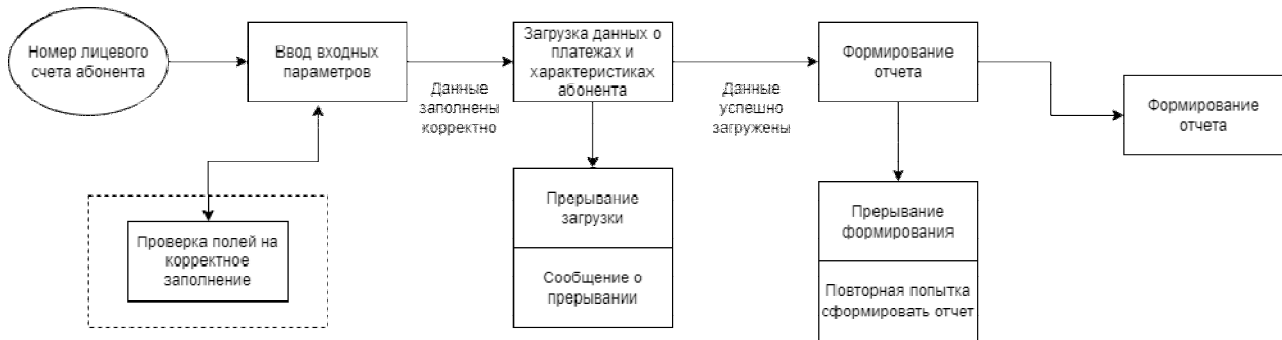 Номер лицевого
счета абонента
Ввод входных
параметров
Данные
заполнены
корректно
Загрузка данных о
платежах и
характеристиках
абонента
Данные
успешно
загружены
Формирование
отчета
Формирование
отчета
Проверка полей на
корректное
заполнение
Прерывание
загрузки
Сообщение о
прерывании
Прерывание
формирования
Повторная попытка
сформировать отчет